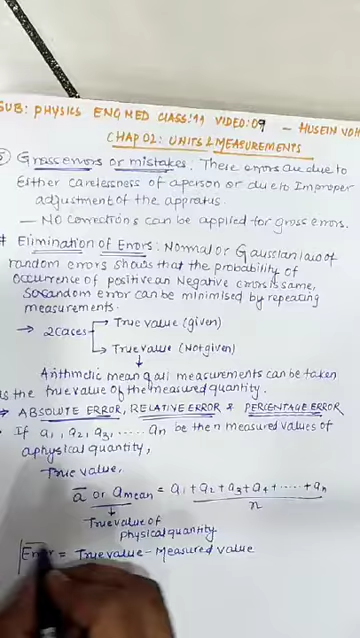 SUB: PHYSICS ENG MED CLASS:11 VIDEO:09 - HUSEIN VOH
CHAP 02: UNITS & MEASUREMENTS
5 Gross errors or mistakes: These errors are due to
Either carelessness of a person or due to Improper
adjustment of the appratus.
— No corrections can be applied for gross errors.
# Elimination of Errors: Normal or Gaussian law of
random errors shows that the probability of
occurrence of positive an Negative errors is same,
So random error can be minimised by repeating
measurements.
→ 2 cases → True value (given)
→ True value (Not given)
↓
Arithmetic mean of all measurements can be taken
as the true value of the measured quantity.
⇒ ABSOLUTE ERROR, RELATIVE ERROR & PERCENTAGE ERROR
- If a₁, a₂, a₃, ...... an be the n measured values of
a physical quantity,
True value,
a̅ or amean = a₁ + a₂ + a₃ + a₄ + ..... + an
n
↓
True value of
physical quantity
Error = True value - Measured value